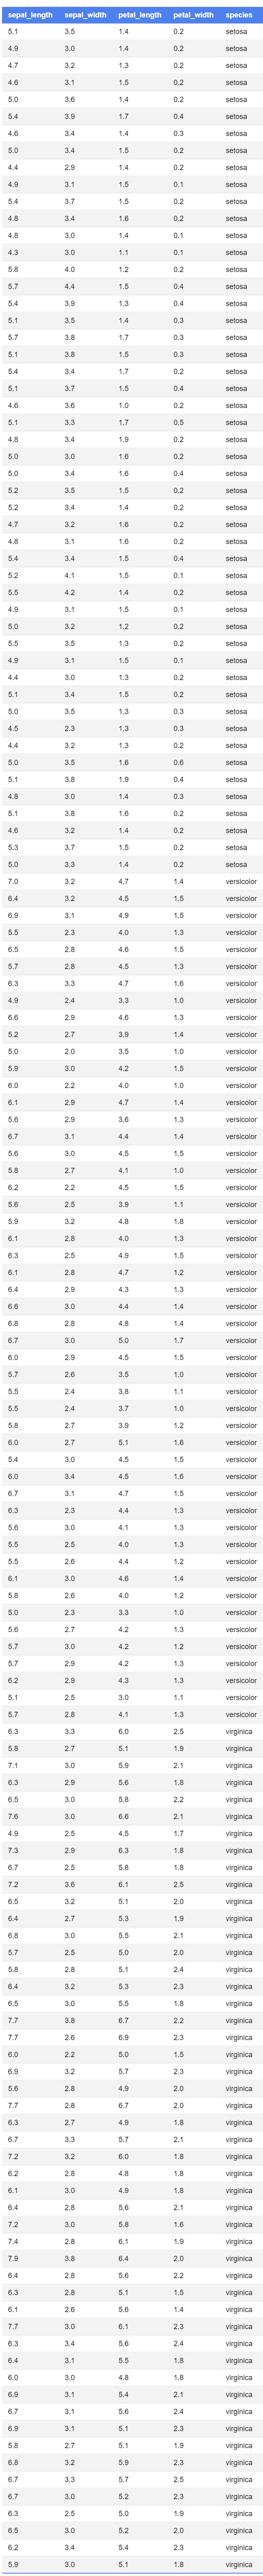 sepal_length sepal_width petal_length petal_width species
5.1 3.5 1.4 0.2 setosa
4.9 3.0 1.4 0.2 setosa
4.7 3.2 1.3 0.2 setosa
4.6 3.1 1.5 0.2 setosa
5.0 3.6 1.4 0.2 setosa
5.4 3.9 1.7 0.4 setosa
4.6 3.4 1.4 0.3 setosa
5.0 3.4 1.5 0.2 setosa
4.4 2.9 1.4 0.2 setosa
4.9 3.1 1.5 0.1 setosa
5.4 3.7 1.5 0.2 setosa
4.8 3.4 1.6 0.2 setosa
4.8 3.0 1.4 0.1 setosa
4.3 3.0 1.1 0.1 setosa
5.8 4.0 1.2 0.2 setosa
5.7 4.4 1.5 0.4 setosa
5.4 3.9 1.3 0.4 setosa
5.1 3.5 1.4 0.3 setosa
5.7 3.8 1.7 0.3 setosa
5.1 3.8 1.5 0.3 setosa
5.4 3.4 1.7 0.2 setosa
5.1 3.7 1.5 0.4 setosa
4.6 3.6 1.0 0.2 setosa
5.1 3.3 1.7 0.5 setosa
4.8 3.4 1.9 0.2 setosa
5.0 3.0 1.6 0.2 setosa
5.0 3.4 1.6 0.4 setosa
5.2 3.5 1.5 0.2 setosa
5.2 3.4 1.4 0.2 setosa
4.7 3.2 1.6 0.2 setosa
4.8 3.1 1.6 0.2 setosa
5.4 3.4 1.5 0.4 setosa
5.2 4.1 1.5 0.1 setosa
5.5 4.2 1.4 0.2 setosa
4.9 3.1 1.5 0.1 setosa
5.0 3.2 1.2 0.2 setosa
5.5 3.5 1.3 0.2 setosa
4.9 3.1 1.5 0.1 setosa
4.4 3.0 1.3 0.2 setosa
5.1 3.4 1.5 0.2 setosa
5.0 3.5 1.3 0.3 setosa
4.5 2.3 1.3 0.3 setosa
4.4 3.2 1.3 0.2 setosa
5.0 3.5 1.6 0.6 setosa
5.1 3.8 1.9 0.4 setosa
4.8 3.0 1.4 0.3 setosa
5.1 3.8 1.6 0.2 setosa
4.6 3.2 1.4 0.2 setosa
5.3 3.7 1.5 0.2 setosa
5.0 3.3 1.4 0.2 setosa
7.0 3.2 4.7 1.4 versicolor
6.4 3.2 4.5 1.5 versicolor
6.9 3.1 4.9 1.5 versicolor
5.5 2.3 4.0 1.3 versicolor
6.5 2.8 4.6 1.5 versicolor
5.7 2.8 4.5 1.3 versicolor
6.3 3.3 4.7 1.6 versicolor
4.9 2.4 3.3 1.0 versicolor
6.6 2.9 4.6 1.3 versicolor
5.2 2.7 3.9 1.4 versicolor
5.0 2.0 3.5 1.0 versicolor
5.9 3.0 4.2 1.5 versicolor
6.0 2.2 4.0 1.0 versicolor
6.1 2.9 4.7 1.4 versicolor
5.6 2.9 3.6 1.3 versicolor
6.7 3.1 4.4 1.4 versicolor
5.6 3.0 4.5 1.5 versicolor
5.8 2.7 4.1 1.0 versicolor
6.2 2.2 4.5 1.5 versicolor
5.6 2.5 3.9 1.1 versicolor
5.9 3.2 4.8 1.8 versicolor
6.1 2.8 4.0 1.3 versicolor
6.3 2.5 4.9 1.5 versicolor
6.1 2.8 4.7 1.2 versicolor
6.4 2.9 4.3 1.3 versicolor
6.6 3.0 4.4 1.4 versicolor
6.8 2.8 4.8 1.4 versicolor
6.7 3.0 5.0 1.7 versicolor
6.0 2.9 4.5 1.5 versicolor
5.7 2.6 3.5 1.0 versicolor
5.5 2.4 3.8 1.1 versicolor
5.5 2.4 3.7 1.0 versicolor
5.8 2.7 3.9 1.2 versicolor
6.0 2.7 5.1 1.6 versicolor
5.4 3.0 4.5 1.5 versicolor
6.0 3.4 4.5 1.6 versicolor
6.7 3.1 4.7 1.5 versicolor
6.3 2.3 4.4 1.3 versicolor
5.6 3.0 4.1 1.3 versicolor
5.5 2.5 4.0 1.3 versicolor
5.5 2.6 4.4 1.2 versicolor
6.1 3.0 4.6 1.4 versicolor
5.8 2.6 4.0 1.2 versicolor
5.0 2.3 3.3 1.0 versicolor
5.6 2.7 4.2 1.3 versicolor
5.7 3.0 4.2 1.2 versicolor
5.7 2.9 4.2 1.3 versicolor
6.2 2.9 4.3 1.3 versicolor
5.1 2.5 3.0 1.1 versicolor
5.7 2.8 4.1 1.3 versicolor
6.3 3.3 6.0 2.5 virginica
5.8 2.7 5.1 1.9 virginica
7.1 3.0 5.9 2.1 virginica
6.3 2.9 5.6 1.8 virginica
6.5 3.0 5.8 2.2 virginica
7.6 3.0 6.6 2.1 virginica
4.9 2.5 4.5 1.7 virginica
7.3 2.9 6.3 1.8 virginica
6.7 2.5 5.8 1.8 virginica
7.2 3.6 6.1 2.5 virginica
6.5 3.2 5.1 2.0 virginica
6.4 2.7 5.3 1.9 virginica
6.8 3.0 5.5 2.1 virginica
5.7 2.5 5.0 2.0 virginica
5.8 2.8 5.1 2.4 virginica
6.4 3.2 5.3 2.3 virginica
6.5 3.0 5.5 1.8 virginica
7.7 3.8 6.7 2.2 virginica
7.7 2.6 6.9 2.3 virginica
6.0 2.2 5.0 1.5 virginica
6.9 3.2 5.7 2.3 virginica
5.6 2.8 4.9 2.0 virginica
7.7 2.8 6.7 2.0 virginica
6.3 2.7 4.9 1.8 virginica
6.7 3.3 5.7 2.1 virginica
7.2 3.2 6.0 1.8 virginica
6.2 2.8 4.8 1.8 virginica
6.1 3.0 4.9 1.8 virginica
6.4 2.8 5.6 2.1 virginica
7.2 3.0 5.8 1.6 virginica
7.4 2.8 6.1 1.9 virginica
7.9 3.8 6.4 2.0 virginica
6.4 2.8 5.6 2.2 virginica
6.3 2.8 5.1 1.5 virginica
6.1 2.6 5.6 1.4 virginica
7.7 3.0 6.1 2.3 virginica
6.3 3.4 5.6 2.4 virginica
6.4 3.1 5.5 1.8 virginica
6.0 3.0 4.8 1.8 virginica
6.9 3.1 5.4 2.1 virginica
6.7 3.1 5.6 2.4 virginica
6.9 3.1 5.1 2.3 virginica
5.8 2.7 5.1 1.9 virginica
6.8 3.2 5.9 2.3 virginica
6.7 3.3 5.7 2.5 virginica
6.7 3.0 5.2 2.3 virginica
6.3 2.5 5.0 1.9 virginica
6.5 3.0 5.2 2.0 virginica
6.2 3.4 5.4 2.3 virginica
5.9 3.0 5.1 1.8 virginica